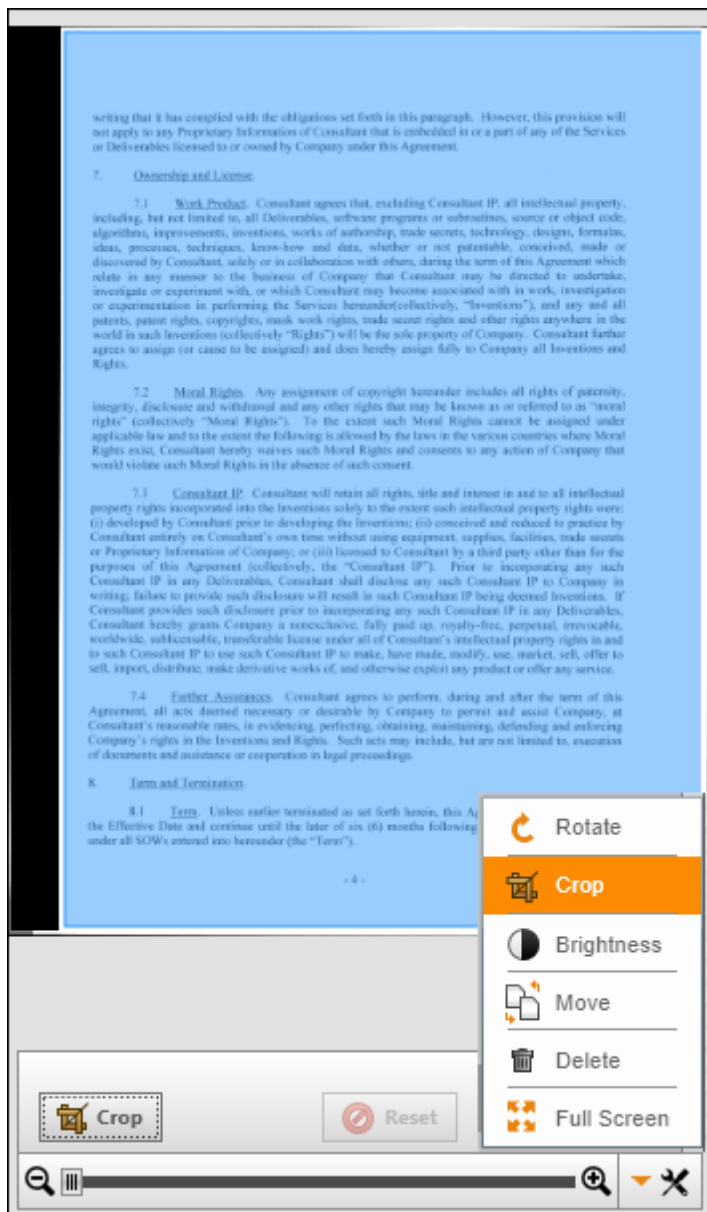 writing that it has complied with the obligations set forth in this paragraph. However, this provision will
not apply to any Proprietary Information of Consultant that is embedded in or a part of any of the Services
or Deliverables licensed to or owned by Company under this Agreement.
7. Ownership and License.
7.1 Work Product. Consultant agrees that, excluding Consultant IP, all intellectual property,
including, but not limited to, all Deliverables, software programs or subroutines, source or object code,
algorithms, improvements, inventions, works of authorship, trade secrets, technology, designs, formulas,
ideas, processes, techniques, know-how and data, whether or not patentable, conceived, made or
discovered by Consultant, solely or in collaboration with others, during the term of this Agreement which
relate in any manner to the business of Company that Consultant may be directed to undertake,
investigate or experiment with, or which Consultant may become associated with in work, investigation
or experimentation in performing the Services hereunder(collectively, “Inventions”), and any and all
patents, patent rights, copyrights, mask work rights, trade secret rights and other rights anywhere in the
world in such Inventions (collectively “Rights”) will be the sole property of Company. Consultant further
agrees to assign (or cause to be assigned) and does hereby assign fully to Company all Inventions and
Rights.
7.2 Moral Rights. Any assignment of copyright hereunder includes all rights of paternity,
integrity, disclosure and withdrawal and any other rights that may be known as or referred to as “moral
rights” (collectively “Moral Rights”). To the extent such Moral Rights cannot be assigned under
applicable law and to the extent the following is allowed by the laws in the various countries where Moral
Rights exist, Consultant hereby waives such Moral Rights and consents to any action of Company that
would violate such Moral Rights in the absence of such consent.
7.3 Consultant IP. Consultant will retain all rights, title and interest in and to all intellectual
property rights incorporated into the Inventions solely to the extent such intellectual property rights were:
(i) developed by Consultant prior to developing the Inventions; (ii) conceived and reduced to practice by
Consultant entirely on Consultant’s own time without using equipment, supplies, facilities, trade secrets
or Proprietary Information of Company; or (iii) licensed to Consultant by a third party other than for the
purposes of this Agreement (collectively, the “Consultant IP”). Prior to incorporating any such
Consultant IP in any Deliverables, Consultant shall disclose any such Consultant IP to Company in
writing; failure to provide such disclosure will result in such Consultant IP being deemed Inventions. If
Consultant provides such disclosure prior to incorporating any such Consultant IP in any Deliverables,
Consultant hereby grants Company a nonexclusive, fully paid up, royalty-free, perpetual, irrevocable,
worldwide, sublicensable, transferable license under all of Consultant’s intellectual property rights in and
to such Consultant IP to use such Consultant IP to make, have made, modify, use, market, sell, offer to
sell, import, distribute, make derivative works of, and otherwise exploit any product or offer any service.
7.4 Further Assurances. Consultant agrees to perform, during and after the term of this
Agreement, all acts deemed necessary or desirable by Company to permit and assist Company, at
Consultant’s reasonable rates, in evidencing, perfecting, obtaining, maintaining, defending and enforcing
Company’s rights in the Inventions and Rights. Such acts may include, but are not limited to, execution
of documents and assistance or cooperation in legal proceedings.
8. Term and Termination.
8.1 Term. Unless earlier terminated as set forth herein, this
the Effective Date and continue until the later of six (6) months following
under all SOWs entered into hereunder (the “Term”).
- 4 -
Rotate
Crop
Brightness
Move
Delete
Full Screen
Crop
Reset